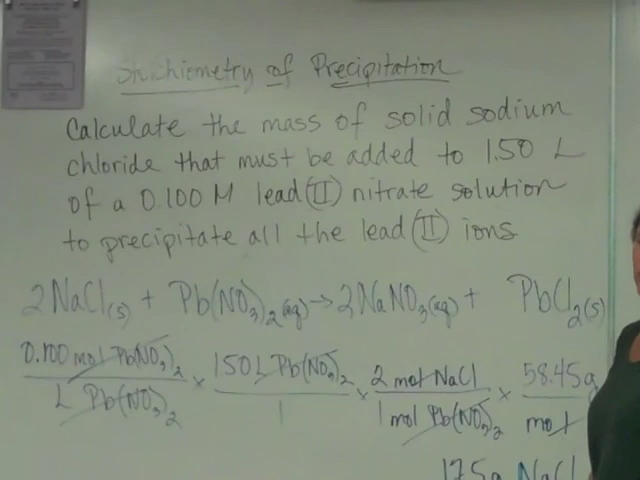 Stoichiometry of Precipitation
Calculate the mass of solid sodium
chloride that must be added to 1.50 L
of a 0.100 M lead (II) nitrate solution
to precipitate all the lead (II) ions
2NaCl(s) + Pb(NO3)2(aq) → 2NaNO3(aq) + PbCl2(s)
0.100 mol Pb(NO3)2 / L Pb(NO3)2 × 1.50 L Pb(NO3)2 / 1 × 2 mol NaCl / 1 mol Pb(NO3)2 × 58.45g / mol
17.5g NaCl